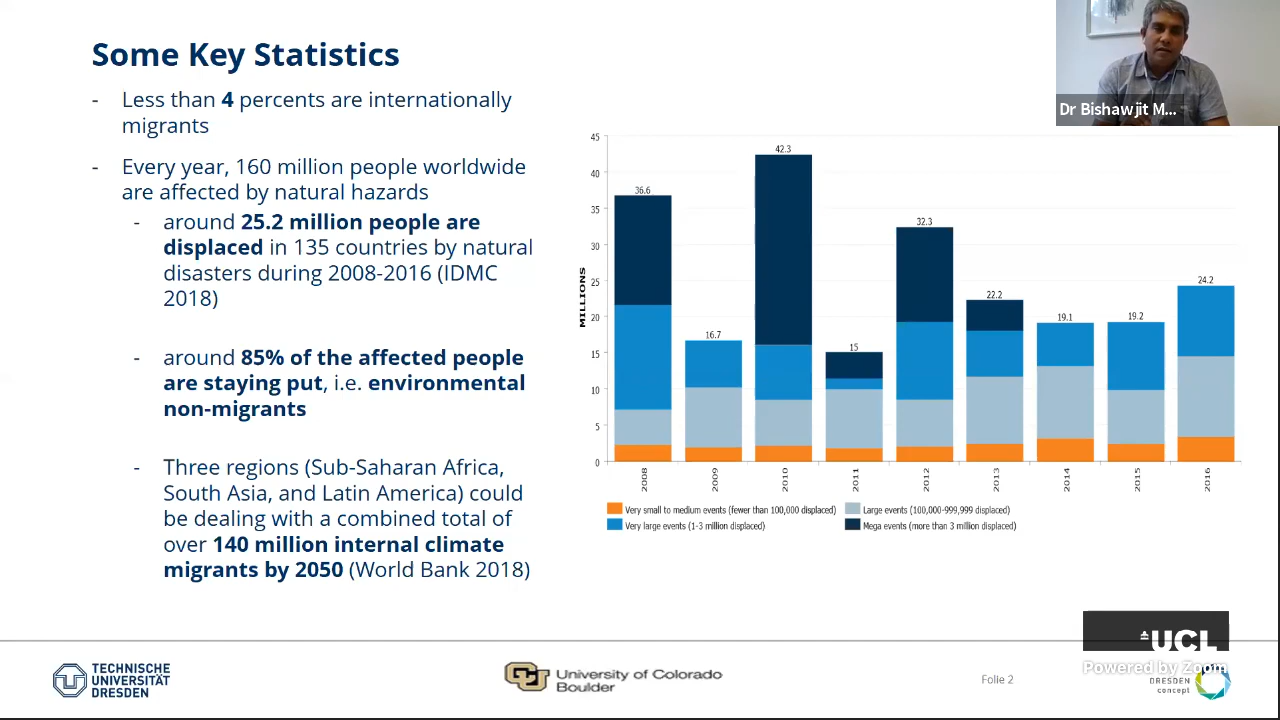 Some Key Statistics
- Less than 4 percents are internationally
migrants
- Every year, 160 million people worldwide
are affected by natural hazards
- around 25.2 million people are
displaced in 135 countries by natural
disasters during 2008-2016 (IDMC
2018)
- around 85% of the affected people
are staying put, i.e. environmental
non-migrants
- Three regions (Sub-Saharan Africa,
South Asia, and Latin America) could
be dealing with a combined total of
over 140 million internal climate
migrants by 2050 (World Bank 2018)
Dr Bishawjit M...
MILLIONS
45
40
35
30
25
20
15
10
5
0
36.6
16.7
42.3
15
32.3
22.2
19.1
19.2
24.2
2008
2009
2010
2011
2012
2013
2014
2015
2016
Very small to medium events (fewer than 100,000 displaced)
Large events (100,000-999,999 displaced)
Very large events (1-3 million displaced)
Mega events (more than 3 million displaced)
TECHNISCHE
UNIVERSITÄT
DRESDEN
CU
University of Colorado
Boulder
Folie 2
UCL
Powered by Zoom
DRESDEN
concept